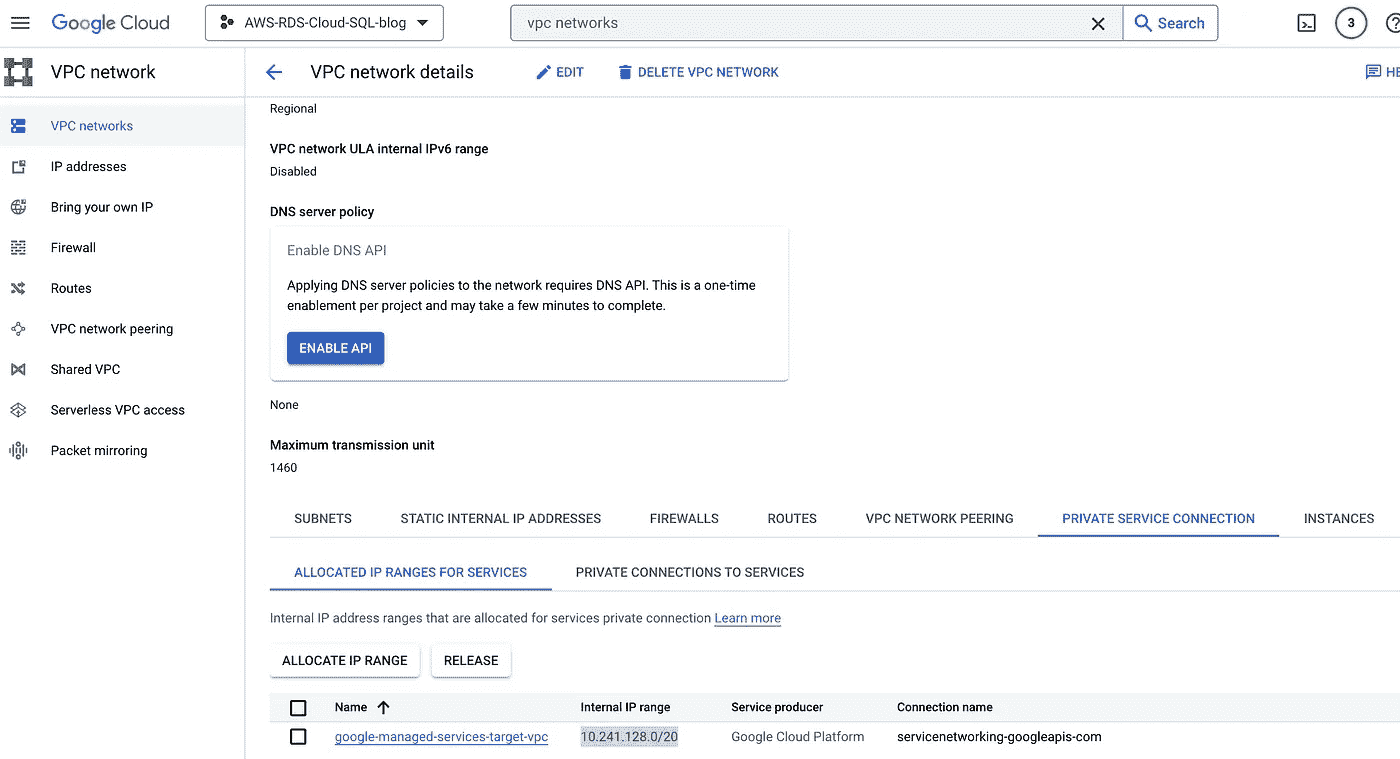 Google Cloud
AWS-RDS-Cloud-SQL-blog
vpc networks
Search
3
VPC network
VPC network details
EDIT
DELETE VPC NETWORK
HE
VPC networks
IP addresses
Bring your own IP
Firewall
Routes
VPC network peering
Shared VPC
Serverless VPC access
Packet mirroring
Regional
VPC network ULA internal IPv6 range
Disabled
DNS server policy
Enable DNS API
Applying DNS server policies to the network requires DNS API. This is a one-time
enablement per project and may take a few minutes to complete.
ENABLE API
None
Maximum transmission unit
1460
SUBNETS STATIC INTERNAL IP ADDRESSES FIREWALLS ROUTES VPC NETWORK PEERING PRIVATE SERVICE CONNECTION INSTANCES
ALLOCATED IP RANGES FOR SERVICES PRIVATE CONNECTIONS TO SERVICES
Internal IP address ranges that are allocated for services private connection Learn more
ALLOCATE IP RANGE RELEASE
Name Internal IP range Service producer Connection name
google-managed-services-target-vpc 10.241.128.0/20 Google Cloud Platform servicenetworking-googleapis-com